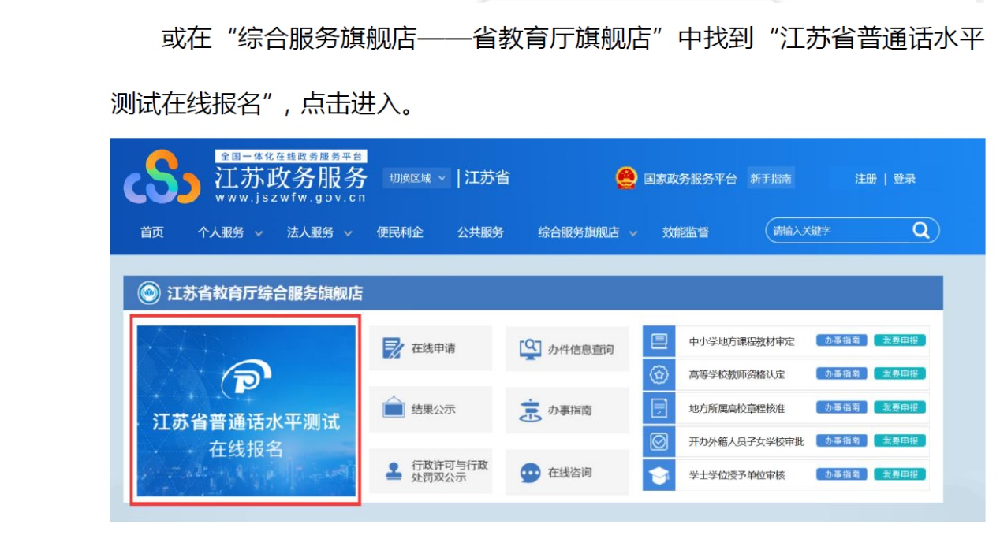 或在“综合服务旗舰店——省教育厅旗舰店”中找到“江苏省普通话水平
测试在线报名”，点击进入。
全国一体化在线政务服务平台
江苏政务服务
www.jszwfw.gov.cn
切换区域
江苏省
国家政务服务平台
新手指南
注册 | 登录
首页
个人服务
法人服务
便民利企
公共服务
综合服务旗舰店
效能监督
请输入关键字
江苏省教育厅综合服务旗舰店
江苏省普通话水平测试
在线报名
在线申请
办件信息查询
结果公示
办事指南
行政许可与行政
处罚双公示
在线咨询
中小学地方课程教材审定 办事指南 我要申报
高等学校教师资格认定 办事指南 我要申报
地方所属高校章程核准 办事指南 我要申报
开办外籍人员子女学校审批 办事指南 我要申报
学士学位授予单位审核 办事指南 我要申报